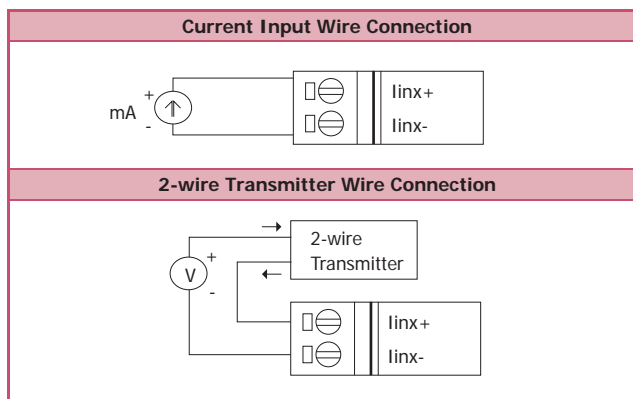 Current Input Wire Connection
mA
+
-
Iinx+
Iinx-
2-wire Transmitter Wire Connection
2-wire
Transmitter
V
+
-
Iinx+
Iinx-